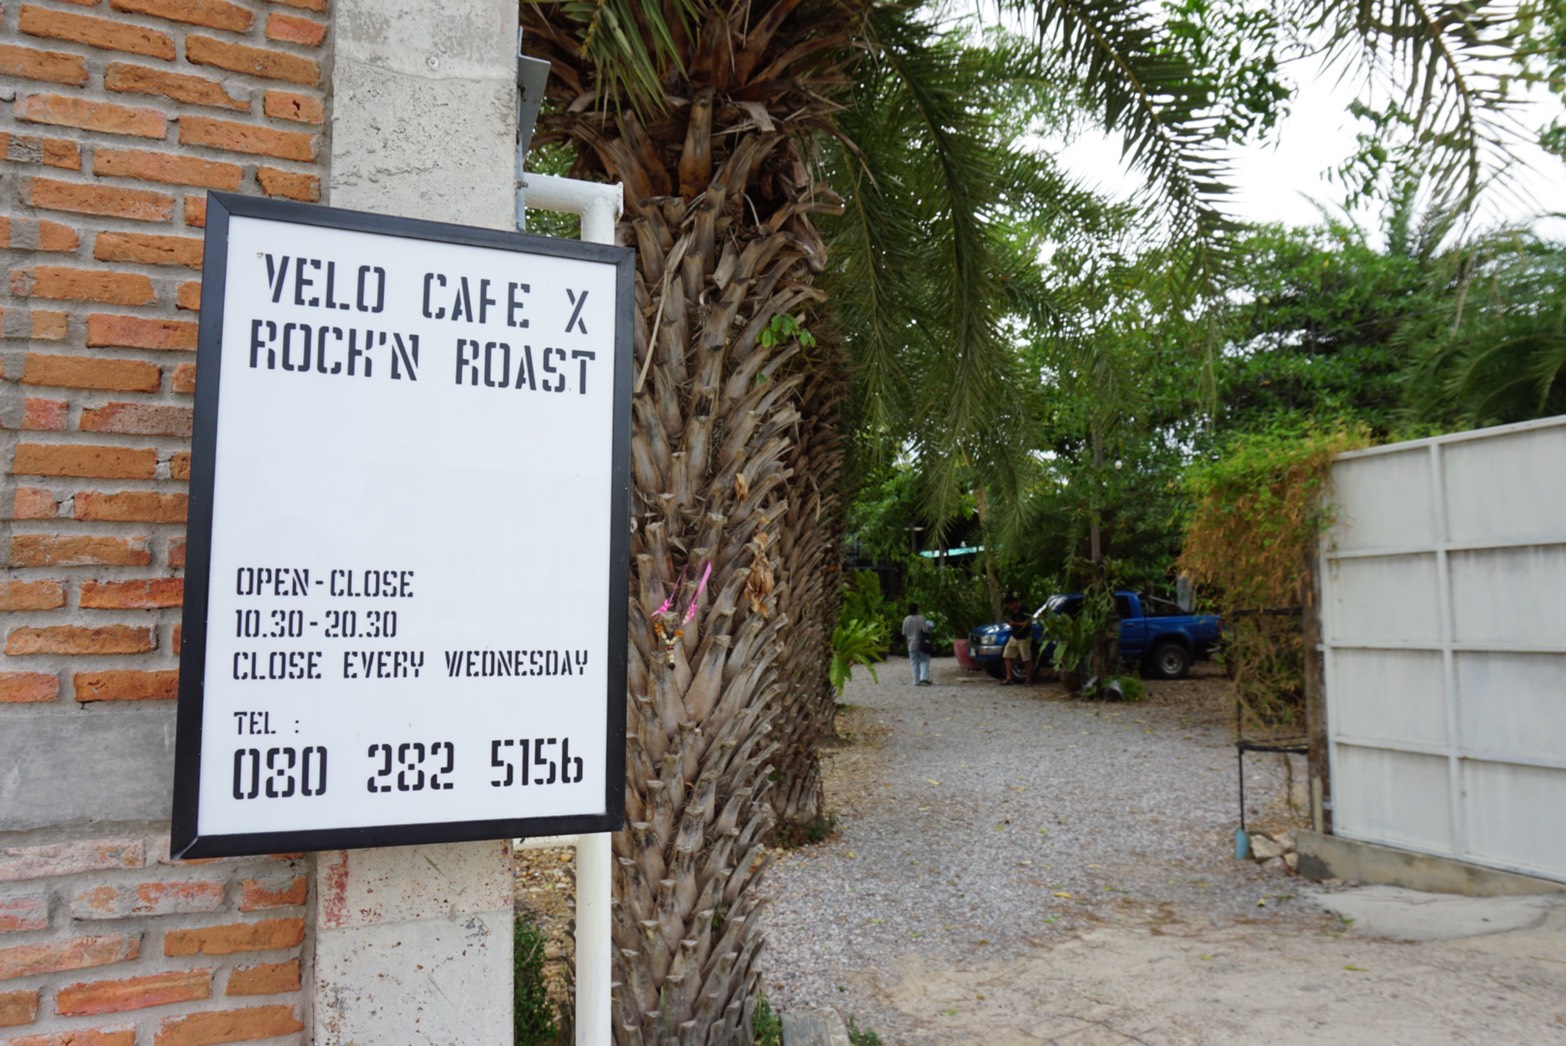 VELO CAFE X
ROCK'N ROAST
OPEN-CLOSE
10.30-20.30
CLOSE EVERY WEDNESDAY
TEL :
080 282 5156